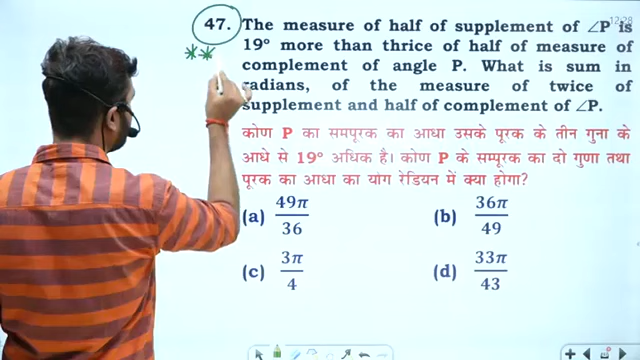 12:28
47. The measure of half of supplement of ∠P is
19° more than thrice of half of measure of
complement of angle P. What is sum in
radians, of the measure of twice of
supplement and half of complement of ∠P.
कोण P का समपूरक का आधा उसके पूरक के तीन गुना के
आधे से 19° अधिक है। कोण P के सम्पूरक का दो गुणा तथा
पूरक का आधा का योग रेडियन में क्या होगा?
(a) 49π/36 (b) 36π/49
(c) 3π/4 (d) 33π/43